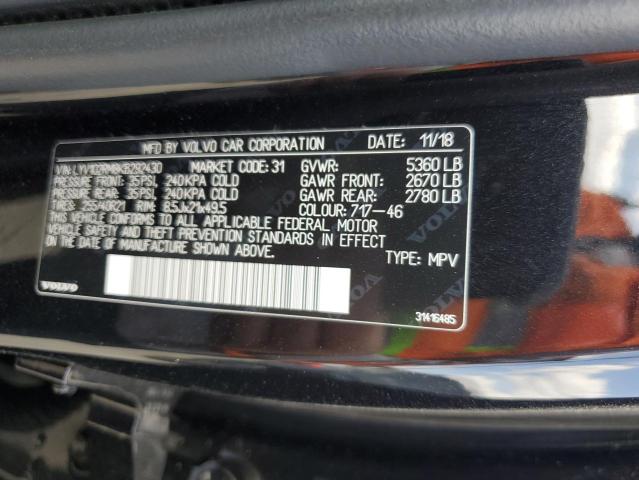 MFD BY VOLVO CAR CORPORATION DATE: 11/18
VIN: LYV102RM8KB292430 MARKET CODE: 31 GVWR: 5360 LB
PRESSURE FRONT: 35PSI, 240KPA COLD GAWR FRONT: 2670 LB
PRESSURE REAR: 35PSI, 240KPA COLD GAWR REAR: 2780 LB
TIRES: 25540R21 RIM: 8.5Jx21x49.5 COLOUR: 717-46
THIS VEHICLE CONFORMS TO ALL APPLICABLE FEDERAL MOTOR
VEHICLE SAFETY AND THEFT PREVENTION STANDARDS IN EFFECT
ON THE DATE OF MANUFACTURE SHOWN ABOVE.
TYPE: MPV
VOLVO
31416485